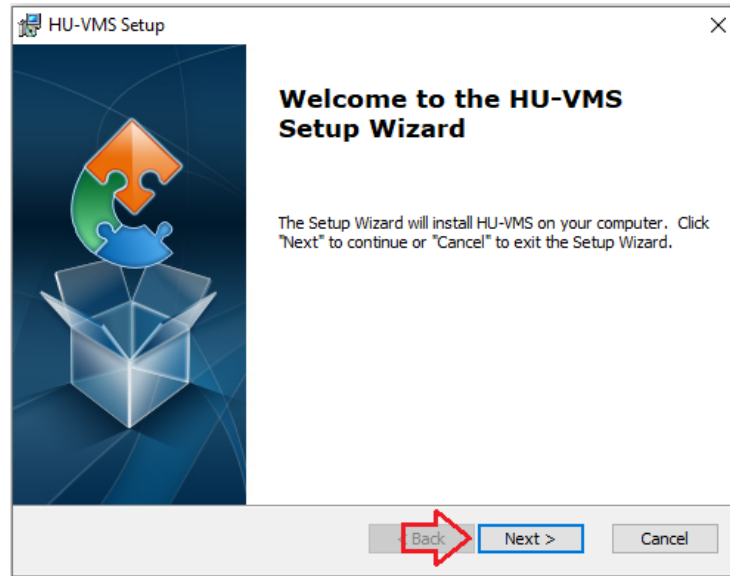 HU-VMS Setup
Welcome to the HU-VMS
Setup Wizard
The Setup Wizard will install HU-VMS on your computer. Click
"Next" to continue or "Cancel" to exit the Setup Wizard.
< Back
Next >
Cancel